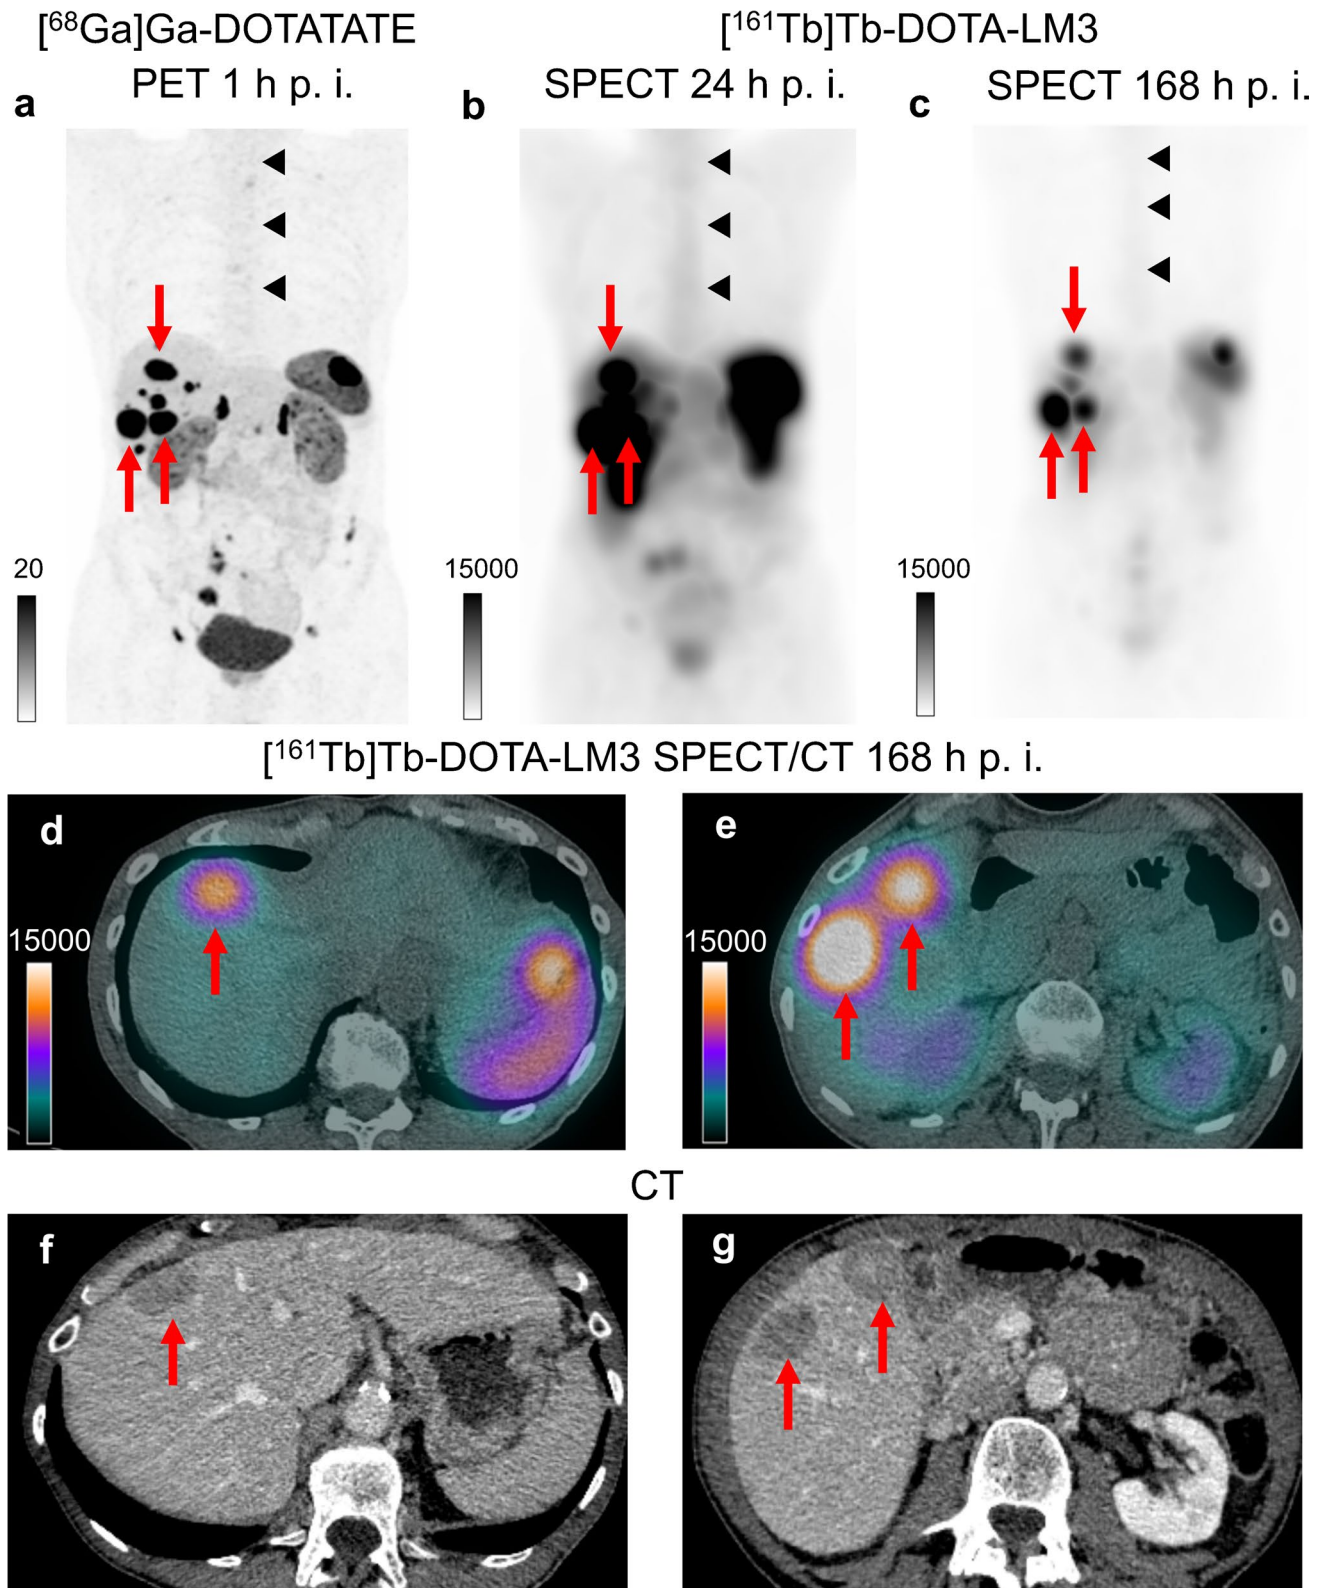 [⁶⁸Ga]Ga-DOTATATE
PET 1 h p. i.
[¹⁶¹Tb]Tb-DOTA-LM3
SPECT 24 h p. i.
SPECT 168 h p. i.
a
b
c
20
15000
15000
[¹⁶¹Tb]Tb-DOTA-LM3 SPECT/CT 168 h p. i.
d
e
15000
15000
CT
f
g